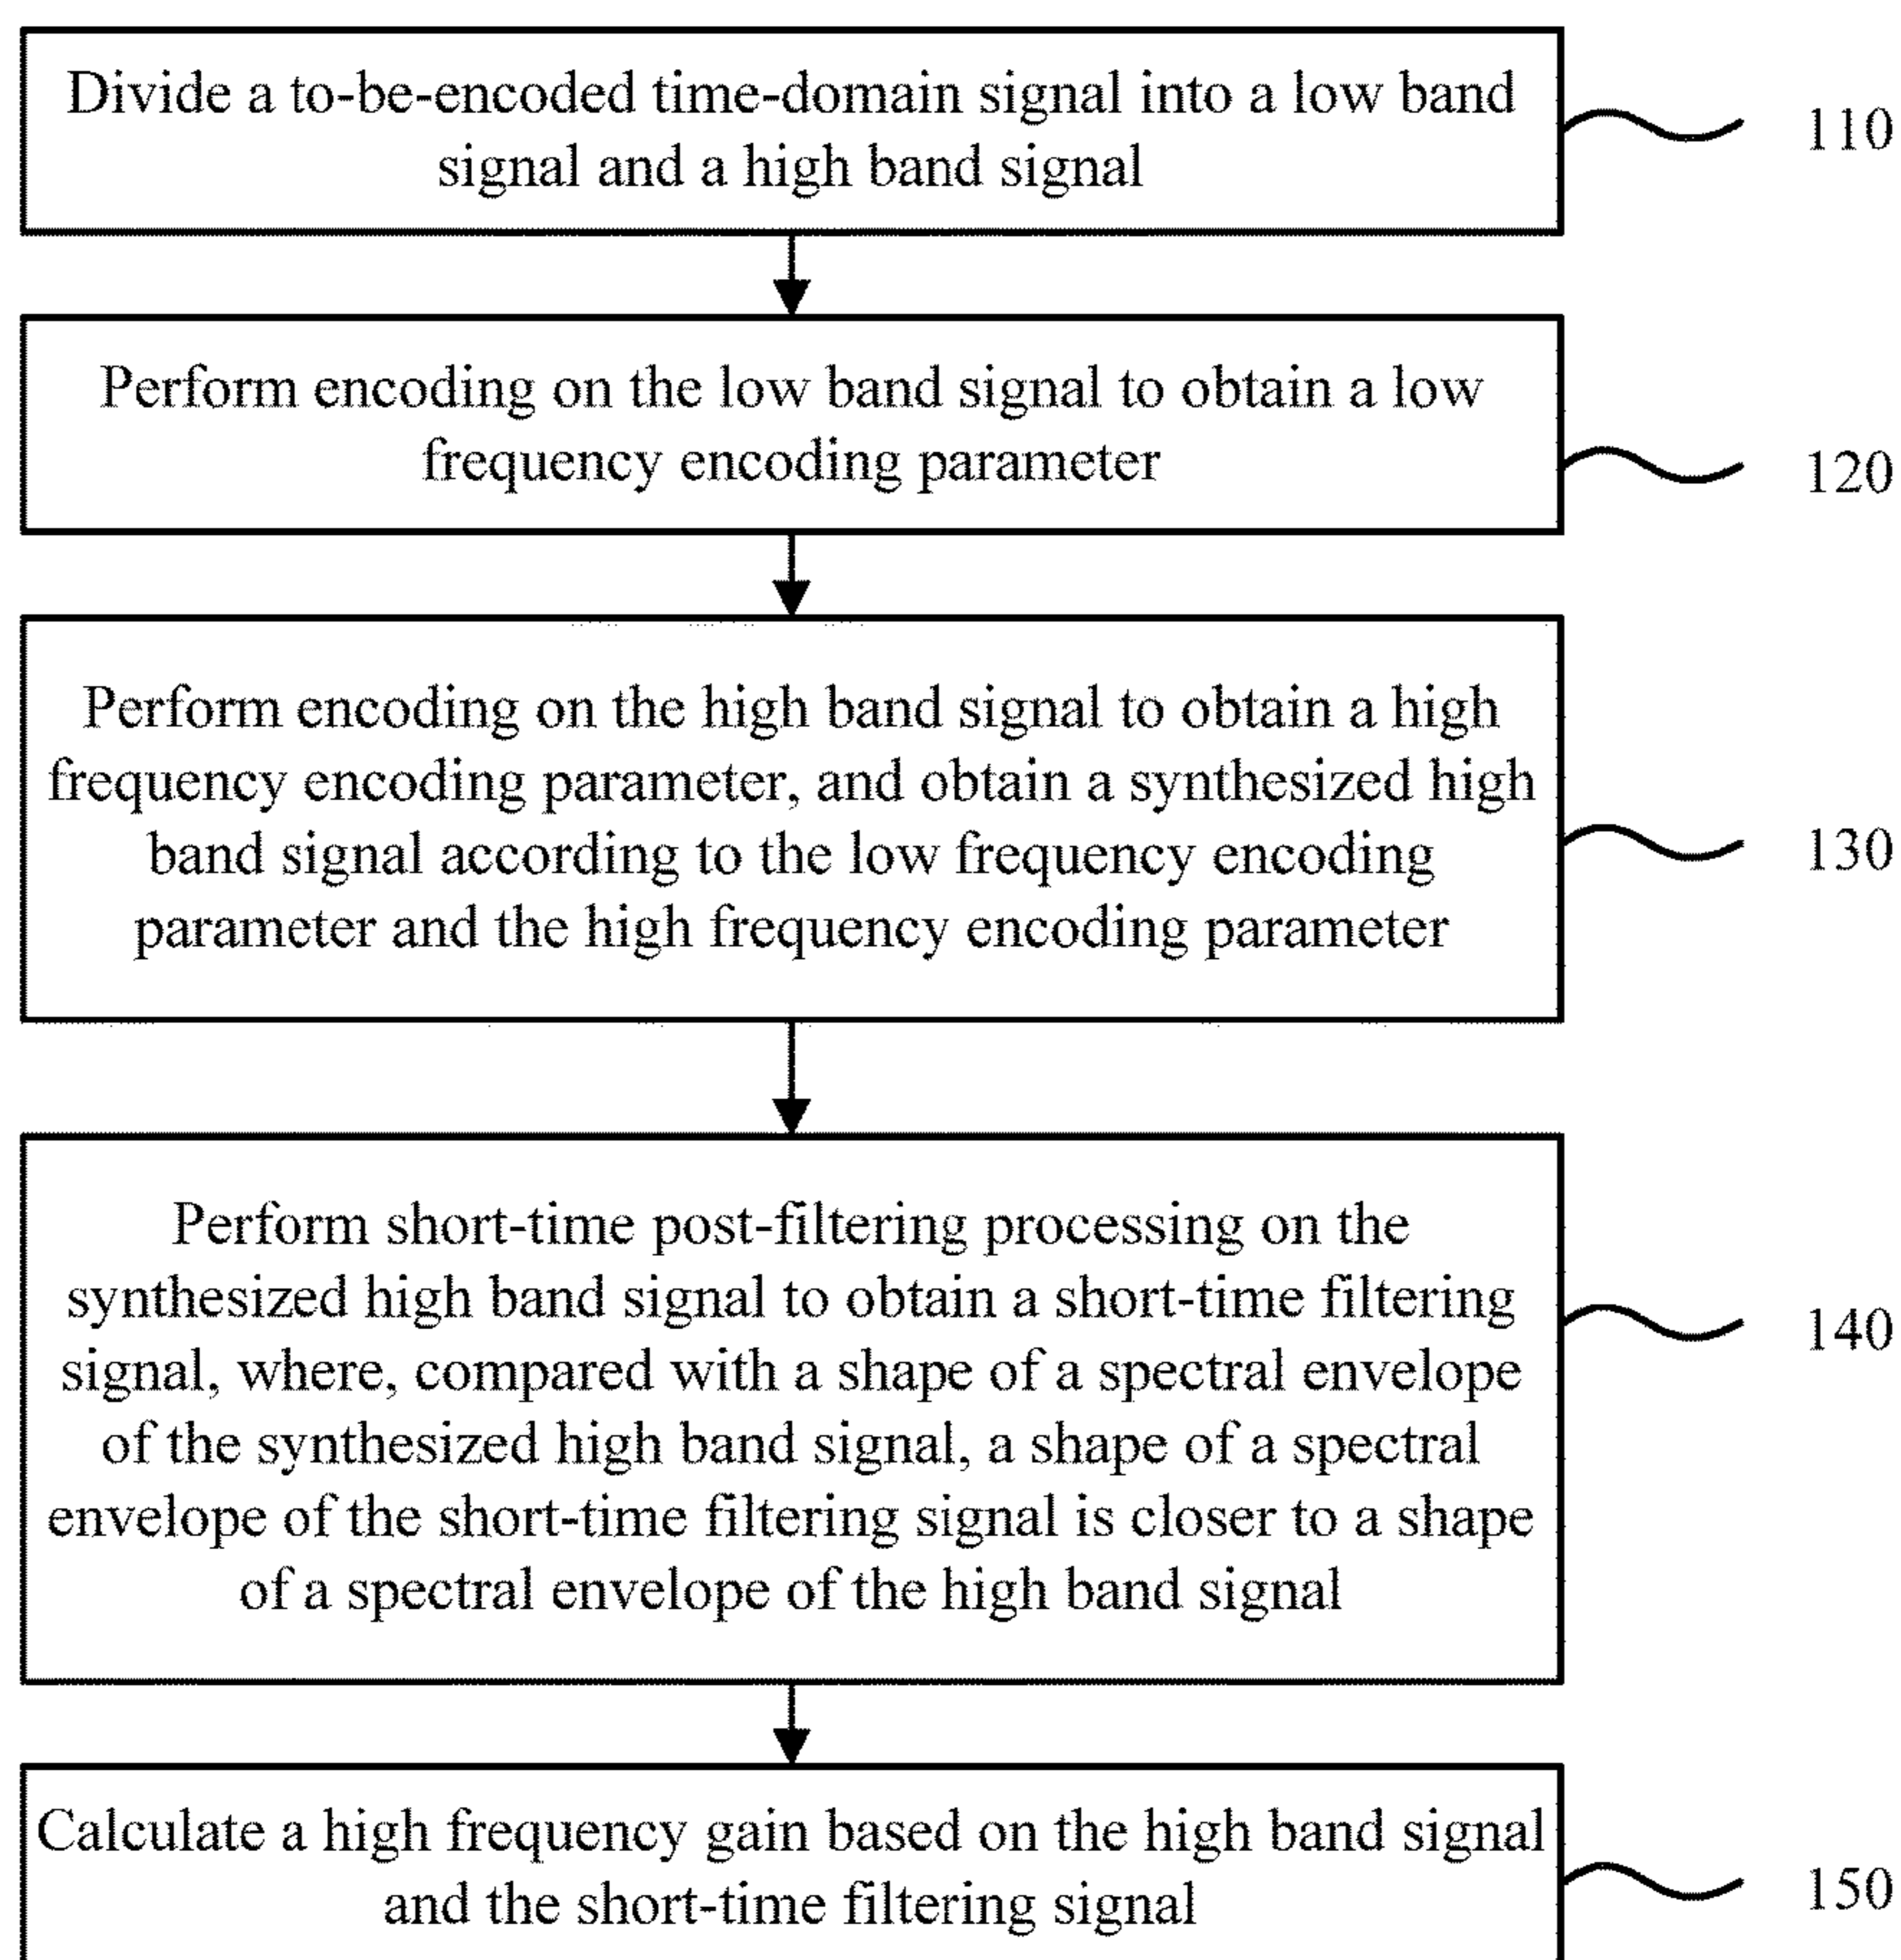 Divide a to-be-encoded time-domain signal into a low band
signal and a high band signal
110
Perform encoding on the low band signal to obtain a low
frequency encoding parameter
120
Perform encoding on the high band signal to obtain a high
frequency encoding parameter, and obtain a synthesized high
band signal according to the low frequency encoding
parameter and the high frequency encoding parameter
130
Perform short-time post-filtering processing on the
synthesized high band signal to obtain a short-time filtering
signal, where, compared with a shape of a spectral envelope
of the synthesized high band signal, a shape of a spectral
envelope of the short-time filtering signal is closer to a shape
of a spectral envelope of the high band signal
140
Calculate a high frequency gain based on the high band signal
and the short-time filtering signal
150